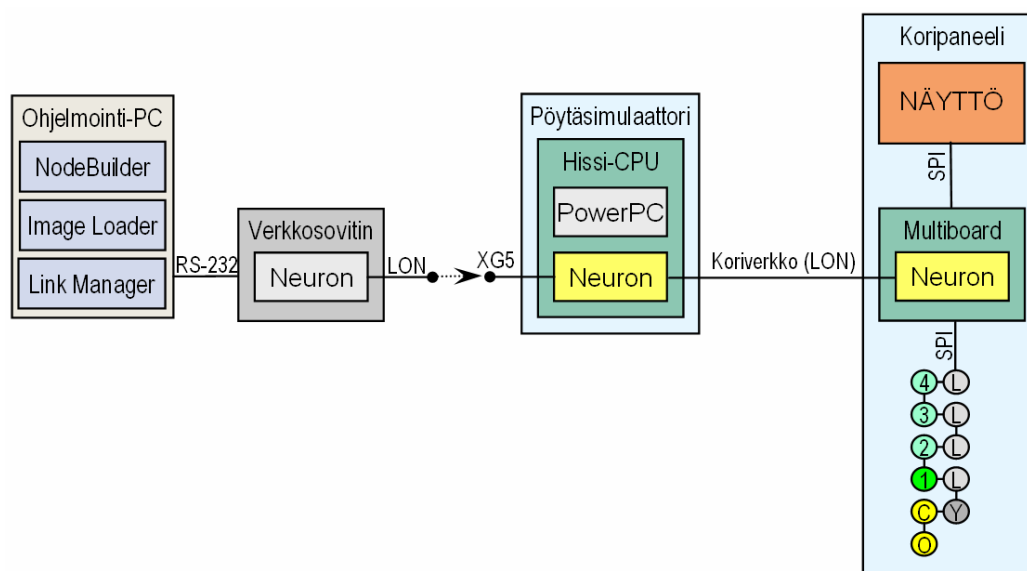 Ohjelmointi-PC
NodeBuilder
Image Loader
Link Manager
RS-232
Verkkosovitin
Neuron
LON
XG5
Pöytäsimulaattori
Hissi-CPU
PowerPC
Neuron
Koriverkko (LON)
Koripaneeli
NÄYTTÖ
SPI
Multiboard
Neuron
SPI
4 L
3 L
2 L
1 L
C Y
O